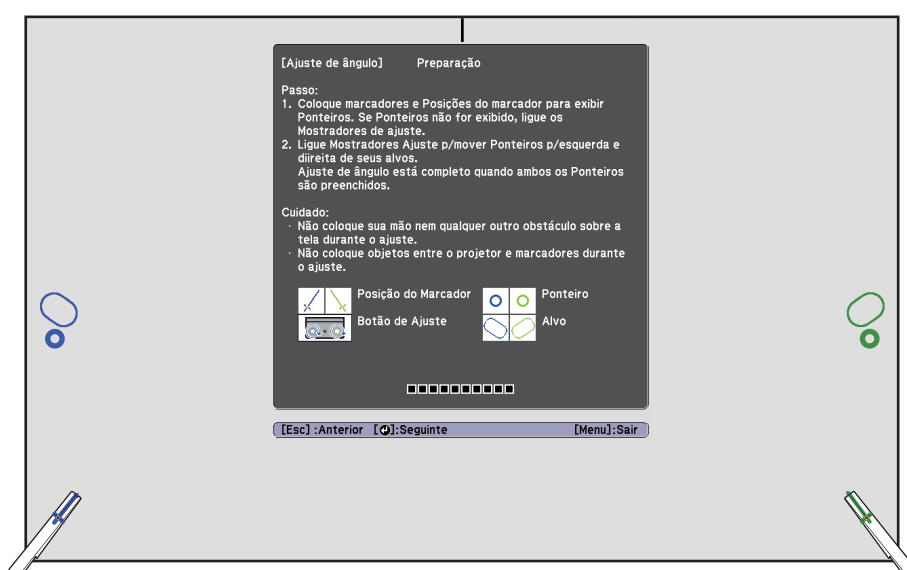 [Ajuste de ângulo] Preparação
Passo:
1. Coloque marcadores e Posições do marcador para exibir
Ponteiros. Se Ponteiros não for exibido, ligue os
Mostradores de ajuste.
2. Ligue Mostradores Ajuste p/mover Ponteiros p/esquerda e
diireita de seus alvos.
Ajuste de ângulo está completo quando ambos os Ponteiros
são preenchidos.
Cuidado:
· Não coloque sua mão nem qualquer outro obstáculo sobre a
tela durante o ajuste.
· Não coloque objetos entre o projetor e marcadores durante
o ajuste.
Posição do Marcador Ponteiro
Botão de Ajuste Alvo
[Esc] :Anterior [⏎]:Seguinte [Menu]:Sair